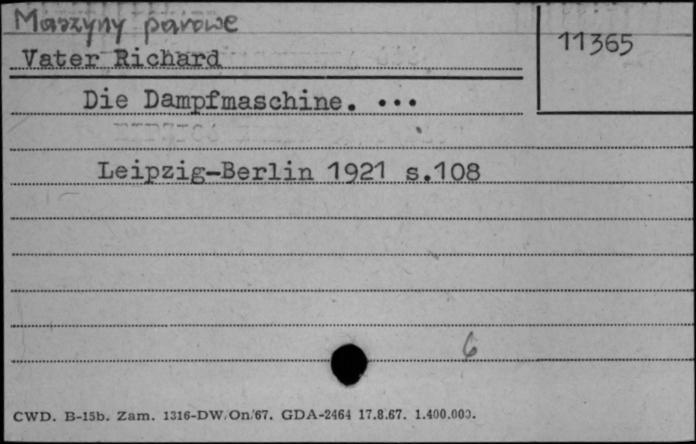 Maszyny parowe
11365
Vater Richard
Die Dampfmaschine. ...
Leipzig-Berlin 1921 s.108
6
CWD. B-15b. Zam. 1316-DW/On/67. GDA-2464 17.8.67. 1.400.000.